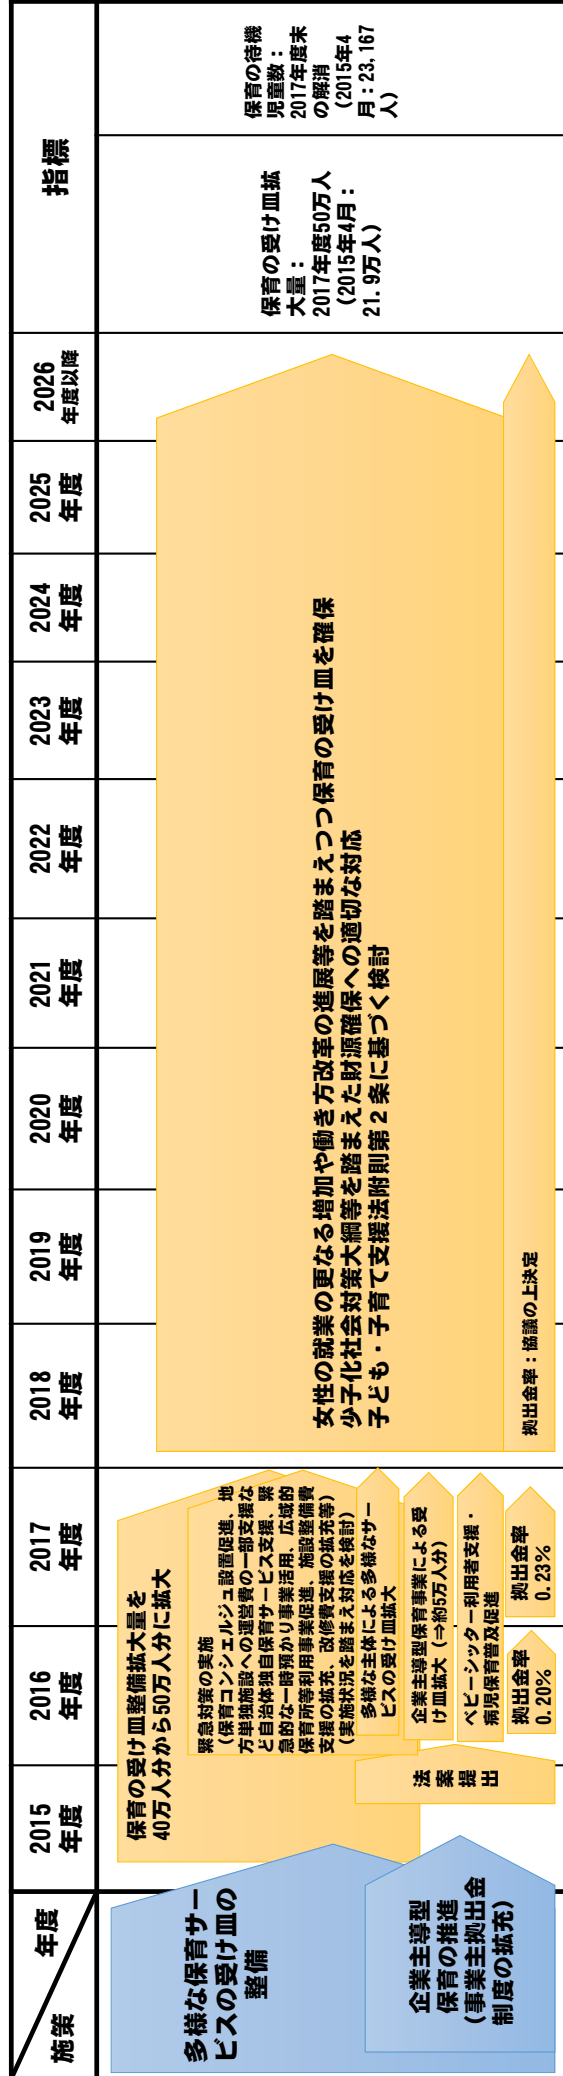 年度
施策
2015
年度
2016
年度
2017
年度
2018
年度
2019
年度
2020
年度
2021
年度
2022
年度
2023
年度
2024
年度
2025
年度
2026
年度以降
指標
多様な保育サー
ビスの受け皿の
整備
企業主導型
保育の推進
(事業主拠出金
制度の拡充)
保育の受け皿整備拡大量を
40万人分から50万人分に拡大
緊急対策の実施
(保育コンシェルジュ設置促進、地
方単独施設への運営費の一部支援な
ど自治体独自保育サービス支援、緊
急的な一時預かり事業活用、広域的
保育所等利用事業促進、施設整備費
支援の拡充、改修費支援の拡充等)
(実施状況を踏まえ対応を検討)
多様な主体による多様なサー
ビスの受け皿拡大
法案提出
企業主導型保育事業による受
け皿拡大(⇒約5万人分)
ベビーシッター利用者支援・
病児保育普及促進
拠出金率
0.20%
拠出金率
0.23%
女性の就業の更なる増加や働き方改革の進展等を踏まえつつ保育の受け皿を確保
少子化社会対策大綱等を踏まえた財源確保への適切な対応
子ども・子育て支援法附則第2条に基づく検討
拠出金率:協議の上決定
保育の受け皿拡
大量:
2017年度50万人
(2015年4月:
21.9万人)
保育の待機
児童数:
2017年度末
の解消
(2015年4
月:23,167
人)